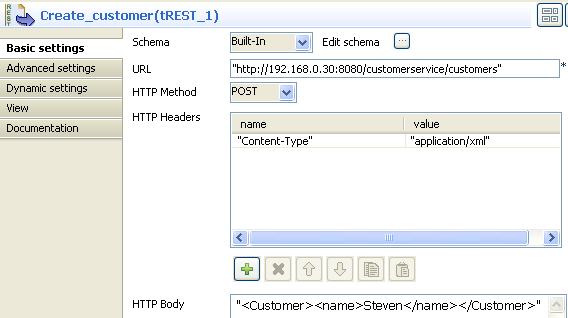 REST
Create_customer(tREST_1)
Basic settings
Advanced settings
Dynamic settings
View
Documentation
Schema
Built-In
Edit schema
...
URL
"http://192.168.0.30:8080/customerservice/customers"
*
HTTP Method
POST
HTTP Headers
name
value
"Content-Type"
"application/xml"
HTTP Body
"<Customer><name>Steven</name></Customer>"